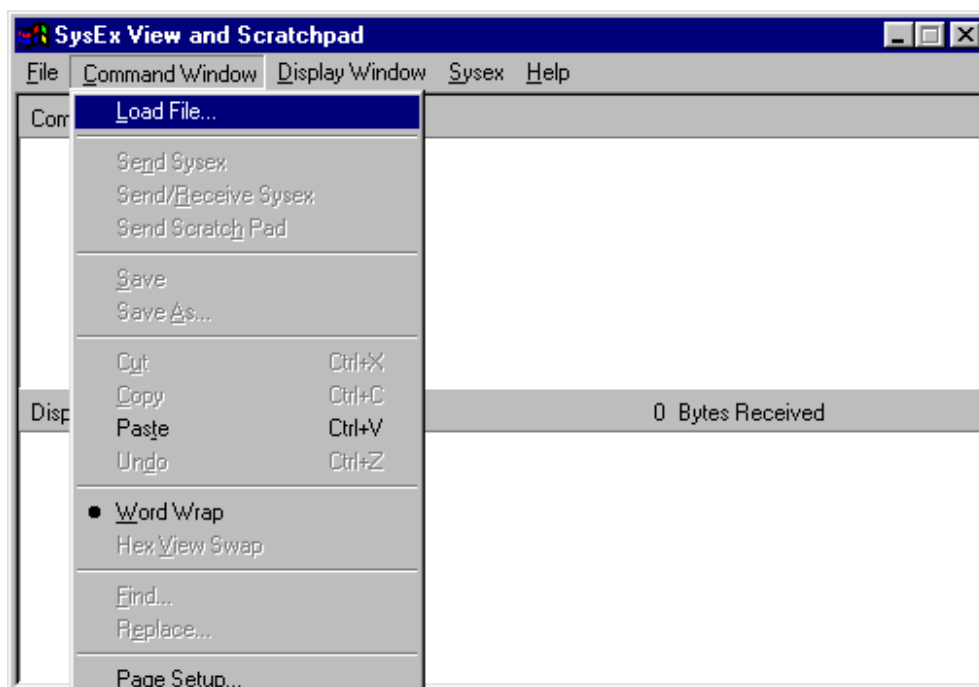 SysEx View and Scratchpad
File Command Window Display Window Sysex Help
Com
Load File...
Send Sysex
Send/Receive Sysex
Send Scratch Pad
Save
Save As...
Cut Ctrl+X
Copy Ctrl+C
Disp 0 Bytes Received
Paste Ctrl+V
Undo Ctrl+Z
Word Wrap
Hex View Swap
Find...
Replace...
Page Setup...